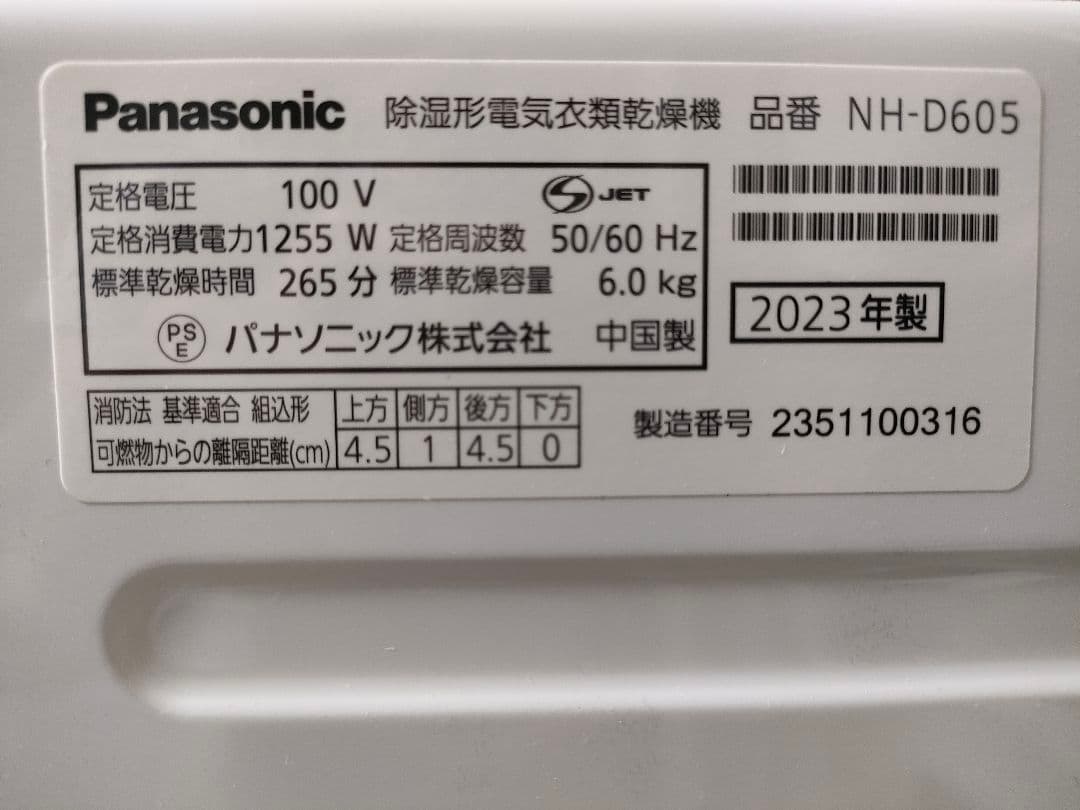 Panasonic 除湿形電気衣類乾燥機 品番 NH-D605
定格電圧 100 V S JET
定格消費電力1255 W 定格周波数 50/60 Hz
標準乾燥時間 265 分 標準乾燥容量 6.0 kg
PS E パナソニック株式会社 中国製
2023年製
消防法 基準適合 組込形 上方 側方 後方 下方
可燃物からの離隔距離(cm) 4.5 1 4.5 0
製造番号 2351100316